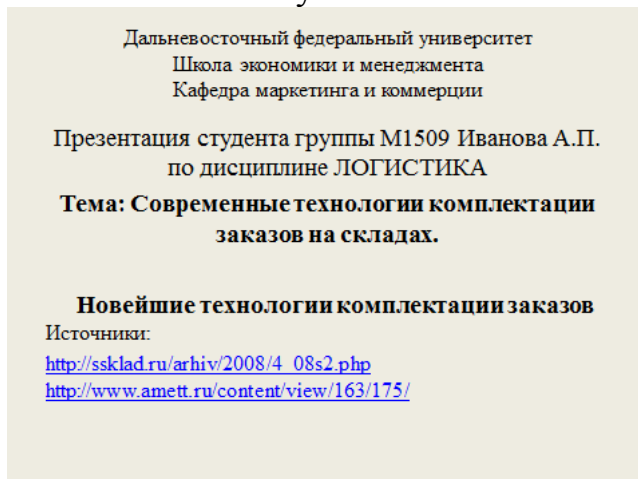 Дальневосточный федеральный университет
Школа экономики и менеджмента
Кафедра маркетинга и коммерции
Презентация студента группы М1509 Иванова А.П.
по дисциплине ЛОГИСТИКА
Тема: Современные технологии комплектации
заказов на складах.
Новейшие технологии комплектации заказов
Источники:
http://ssklad.ru/arhiv/2008/4_08s2.php
http://www.amett.ru/content/view/163/175/